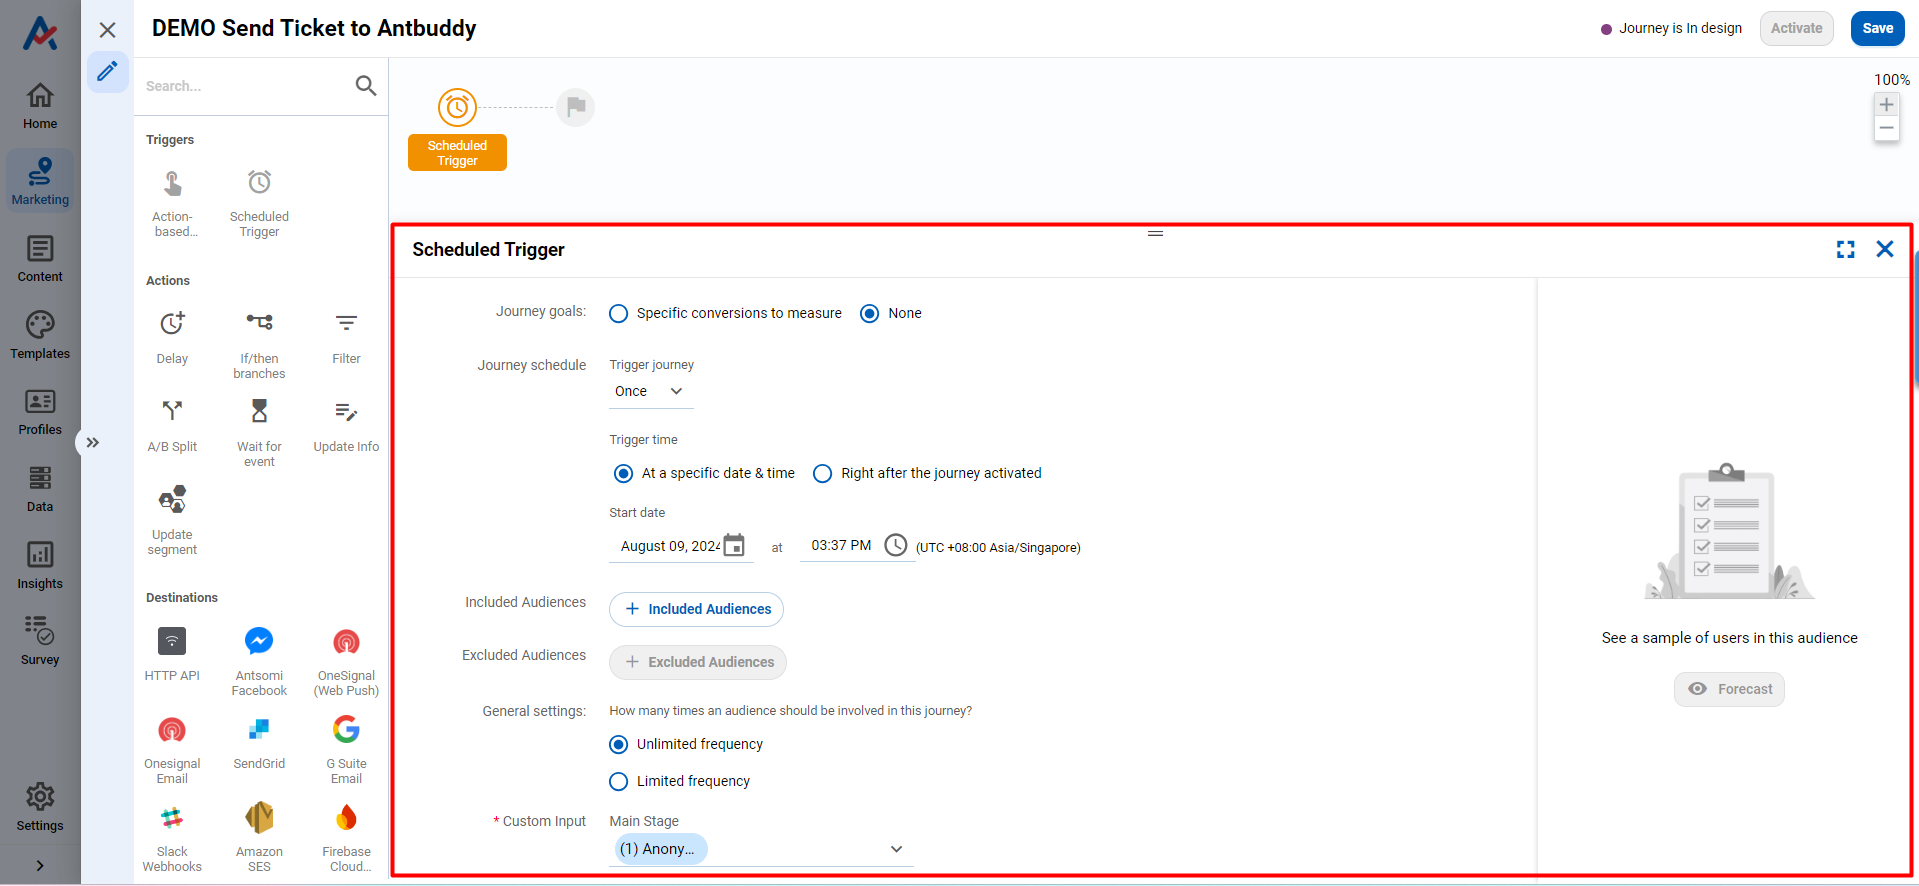 DEMO Send Ticket to Antbuddy
Journey is In design
Activate
Save
Home
Marketing
Content
Templates
Profiles
Data
Insights
Survey
Settings
Search...
Triggers
Action-
based...
Scheduled
Trigger
Actions
Delay
If/then
branches
Filter
A/B Split
Wait for
event
Update Info
Update
segment
Destinations
HTTP API
Antsomi
Facebook
OneSignal
(Web Push)
Onesignal
Email
SendGrid
G Suite
Email
Slack
Webhooks
Amazon
SES
Firebase
Cloud...
Scheduled
Trigger
100%
Scheduled Trigger
Journey goals:
Specific conversions to measure
None
Journey schedule
Trigger journey
Once
Trigger time
At a specific date & time
Right after the journey activated
Start date
August 09, 2024
at
03:37 PM
(UTC +08:00 Asia/Singapore)
Included Audiences
Included Audiences
Excluded Audiences
Excluded Audiences
General settings:
How many times an audience should be involved in this journey?
Unlimited frequency
Limited frequency
* Custom Input
Main Stage
(1) Anony...
See a sample of users in this audience
Forecast